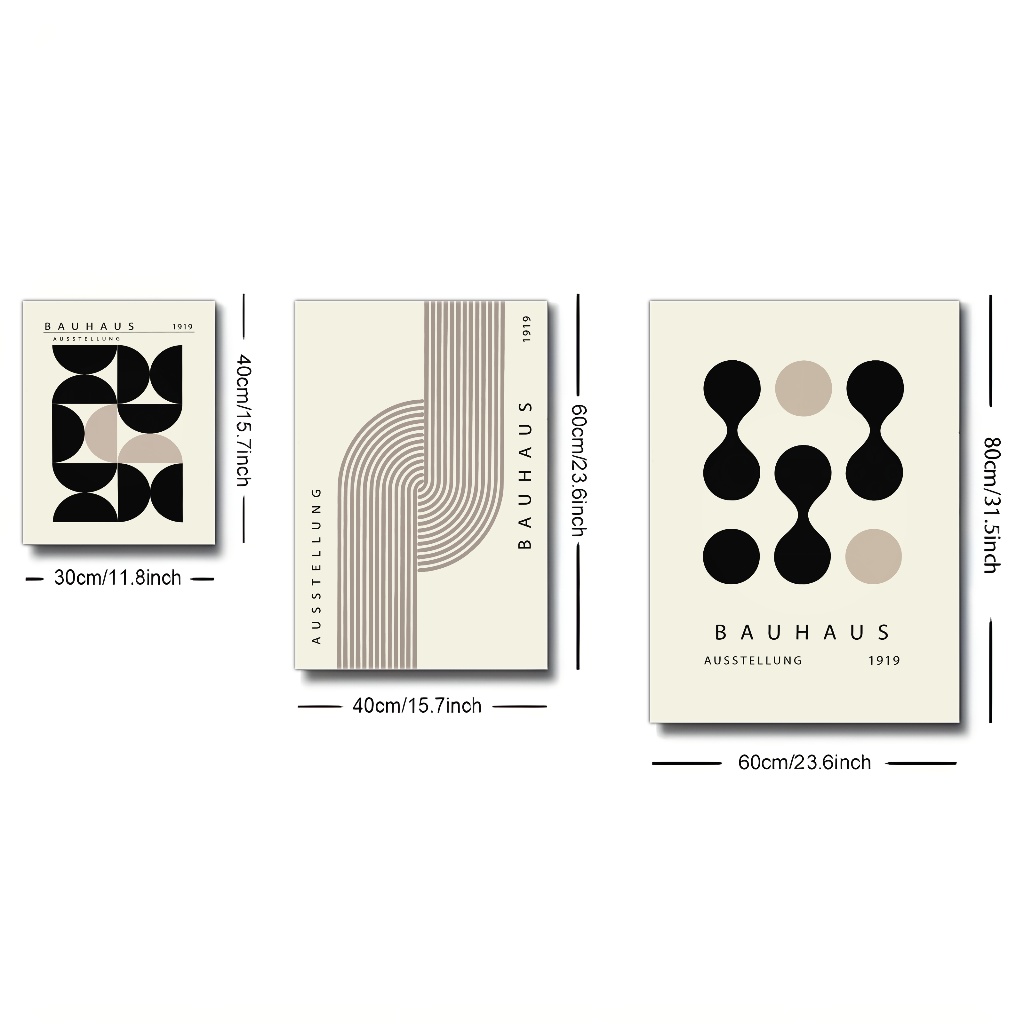 BAUHAUS 1919
AUSSTELLUNG
40cm/15.7inch
30cm/11.8inch
AUSSTELLUNG
BAUHAUS 1919
60cm/23.6inch
40cm/15.7inch
BAUHAUS
AUSSTELLUNG 1919
80cm/31.5inch
60cm/23.6inch